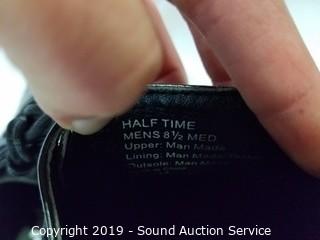 HALF TIME
MENS 8½ MED
Upper: Man Made
Lining: Man Made
Outsole: Man Made
Copyright 2019 - Sound Auction Service